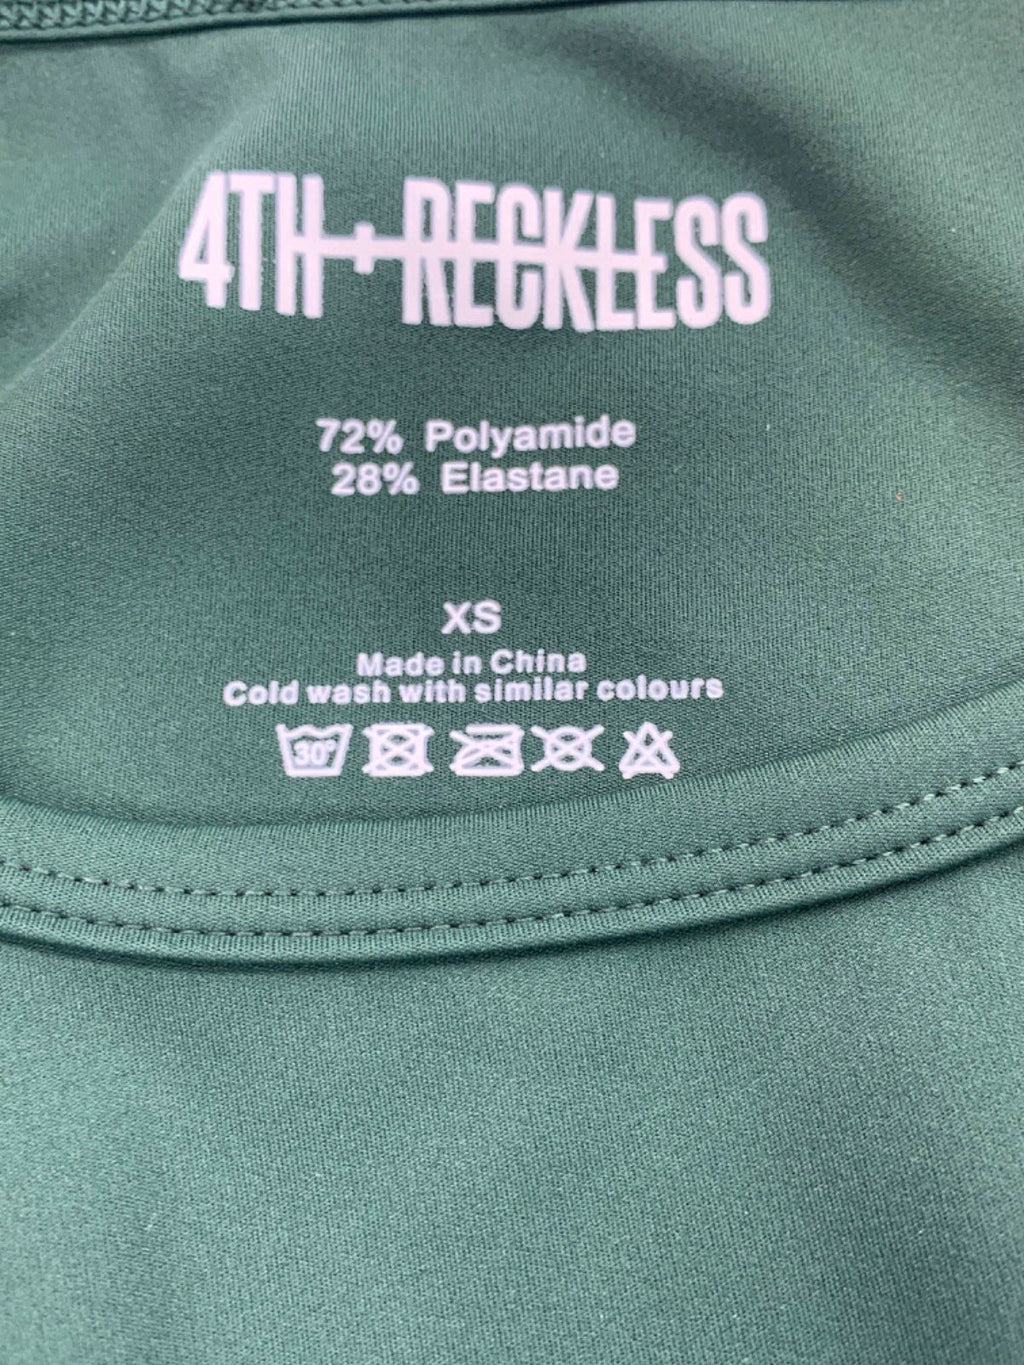 4TH+RECKLESS
72% Polyamide
28% Elastane
XS
Made in China
Cold wash with similar colours
30°